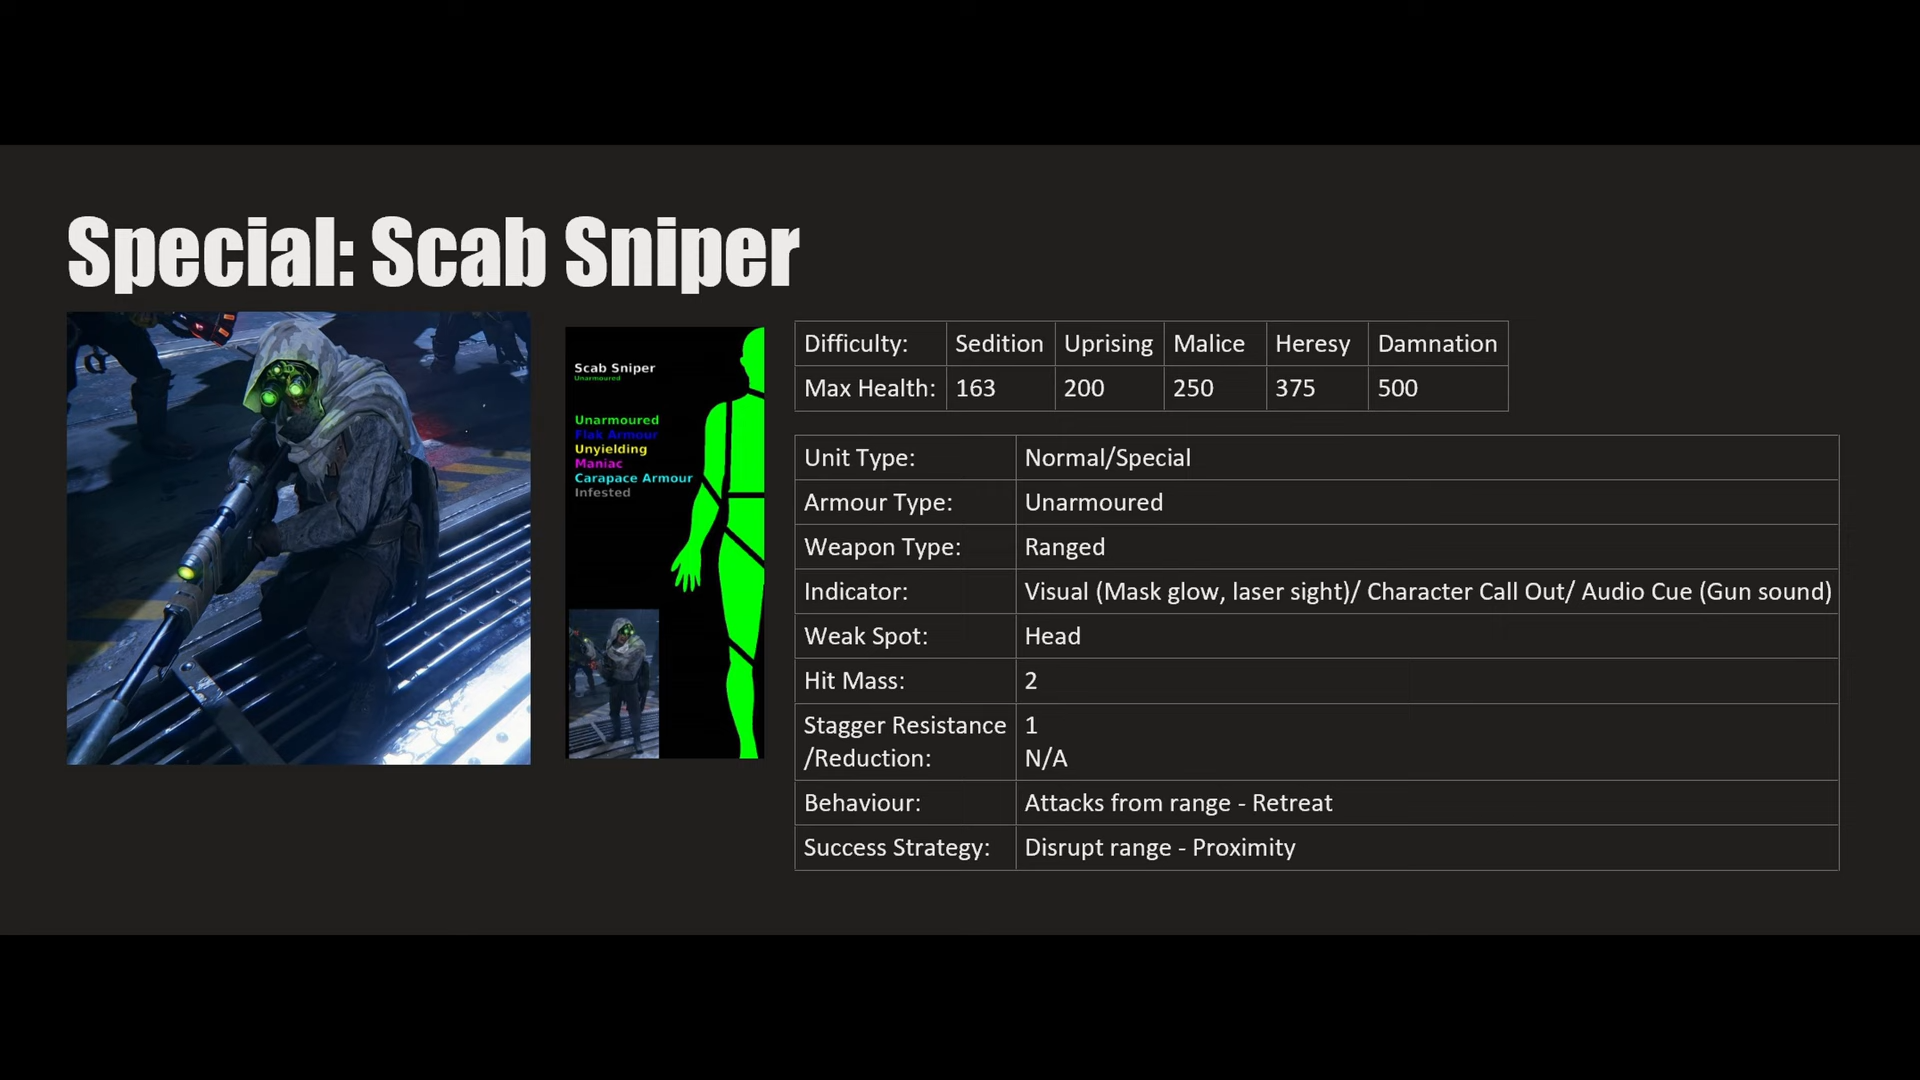 Special: Scab Sniper
Scab Sniper
Unarmoured
Unarmoured
Flak Armour
Unyielding
Maniac
Carapace Armour
Infested
Difficulty: Sedition Uprising Malice Heresy Damnation
Max Health: 163 200 250 375 500
Unit Type: Normal/Special
Armour Type: Unarmoured
Weapon Type: Ranged
Indicator: Visual (Mask glow, laser sight)/ Character Call Out/ Audio Cue (Gun sound)
Weak Spot: Head
Hit Mass: 2
Stagger Resistance 1
/Reduction: N/A
Behaviour: Attacks from range - Retreat
Success Strategy: Disrupt range - Proximity